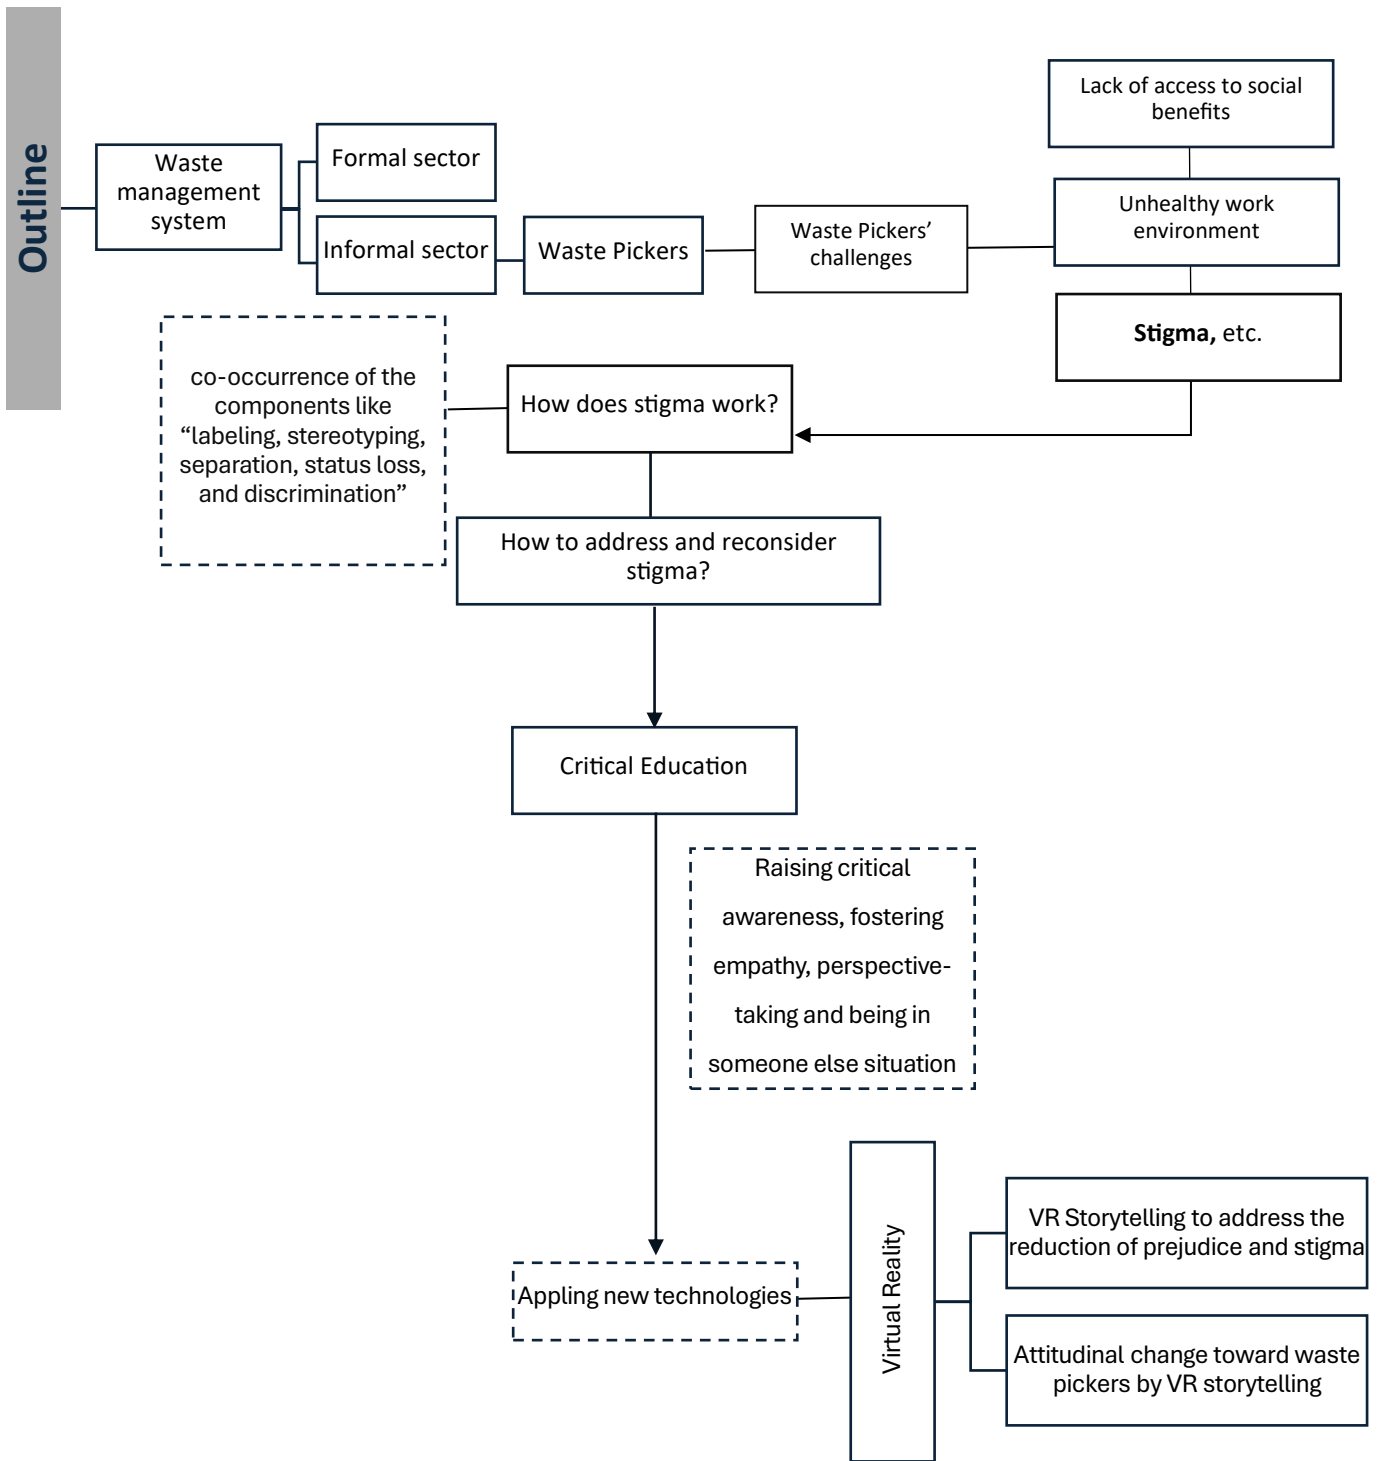 Outline
Waste
management
system
Formal sector
Informal sector
Waste Pickers
Waste Pickers’
challenges
Lack of access to social
benefits
Unhealthy work
environment
Stigma, etc.
How does stigma work?
co-occurrence of the
components like
“labeling, stereotyping,
separation, status loss,
and discrimination”
How to address and reconsider
stigma?
Critical Education
Raising critical
awareness, fostering
empathy, perspective-
taking and being in
someone else situation
Appling new technologies
Virtual Reality
VR Storytelling to address the
reduction of prejudice and stigma
Attitudinal change toward waste
pickers by VR storytelling